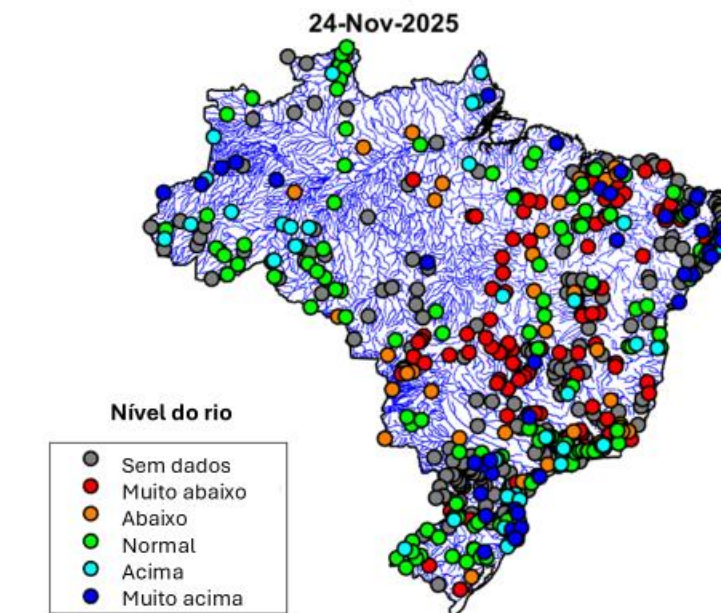 24-Nov-2025
Nível do rio
Sem dados
Muito abaixo
Abaixo
Normal
Acima
Muito acima